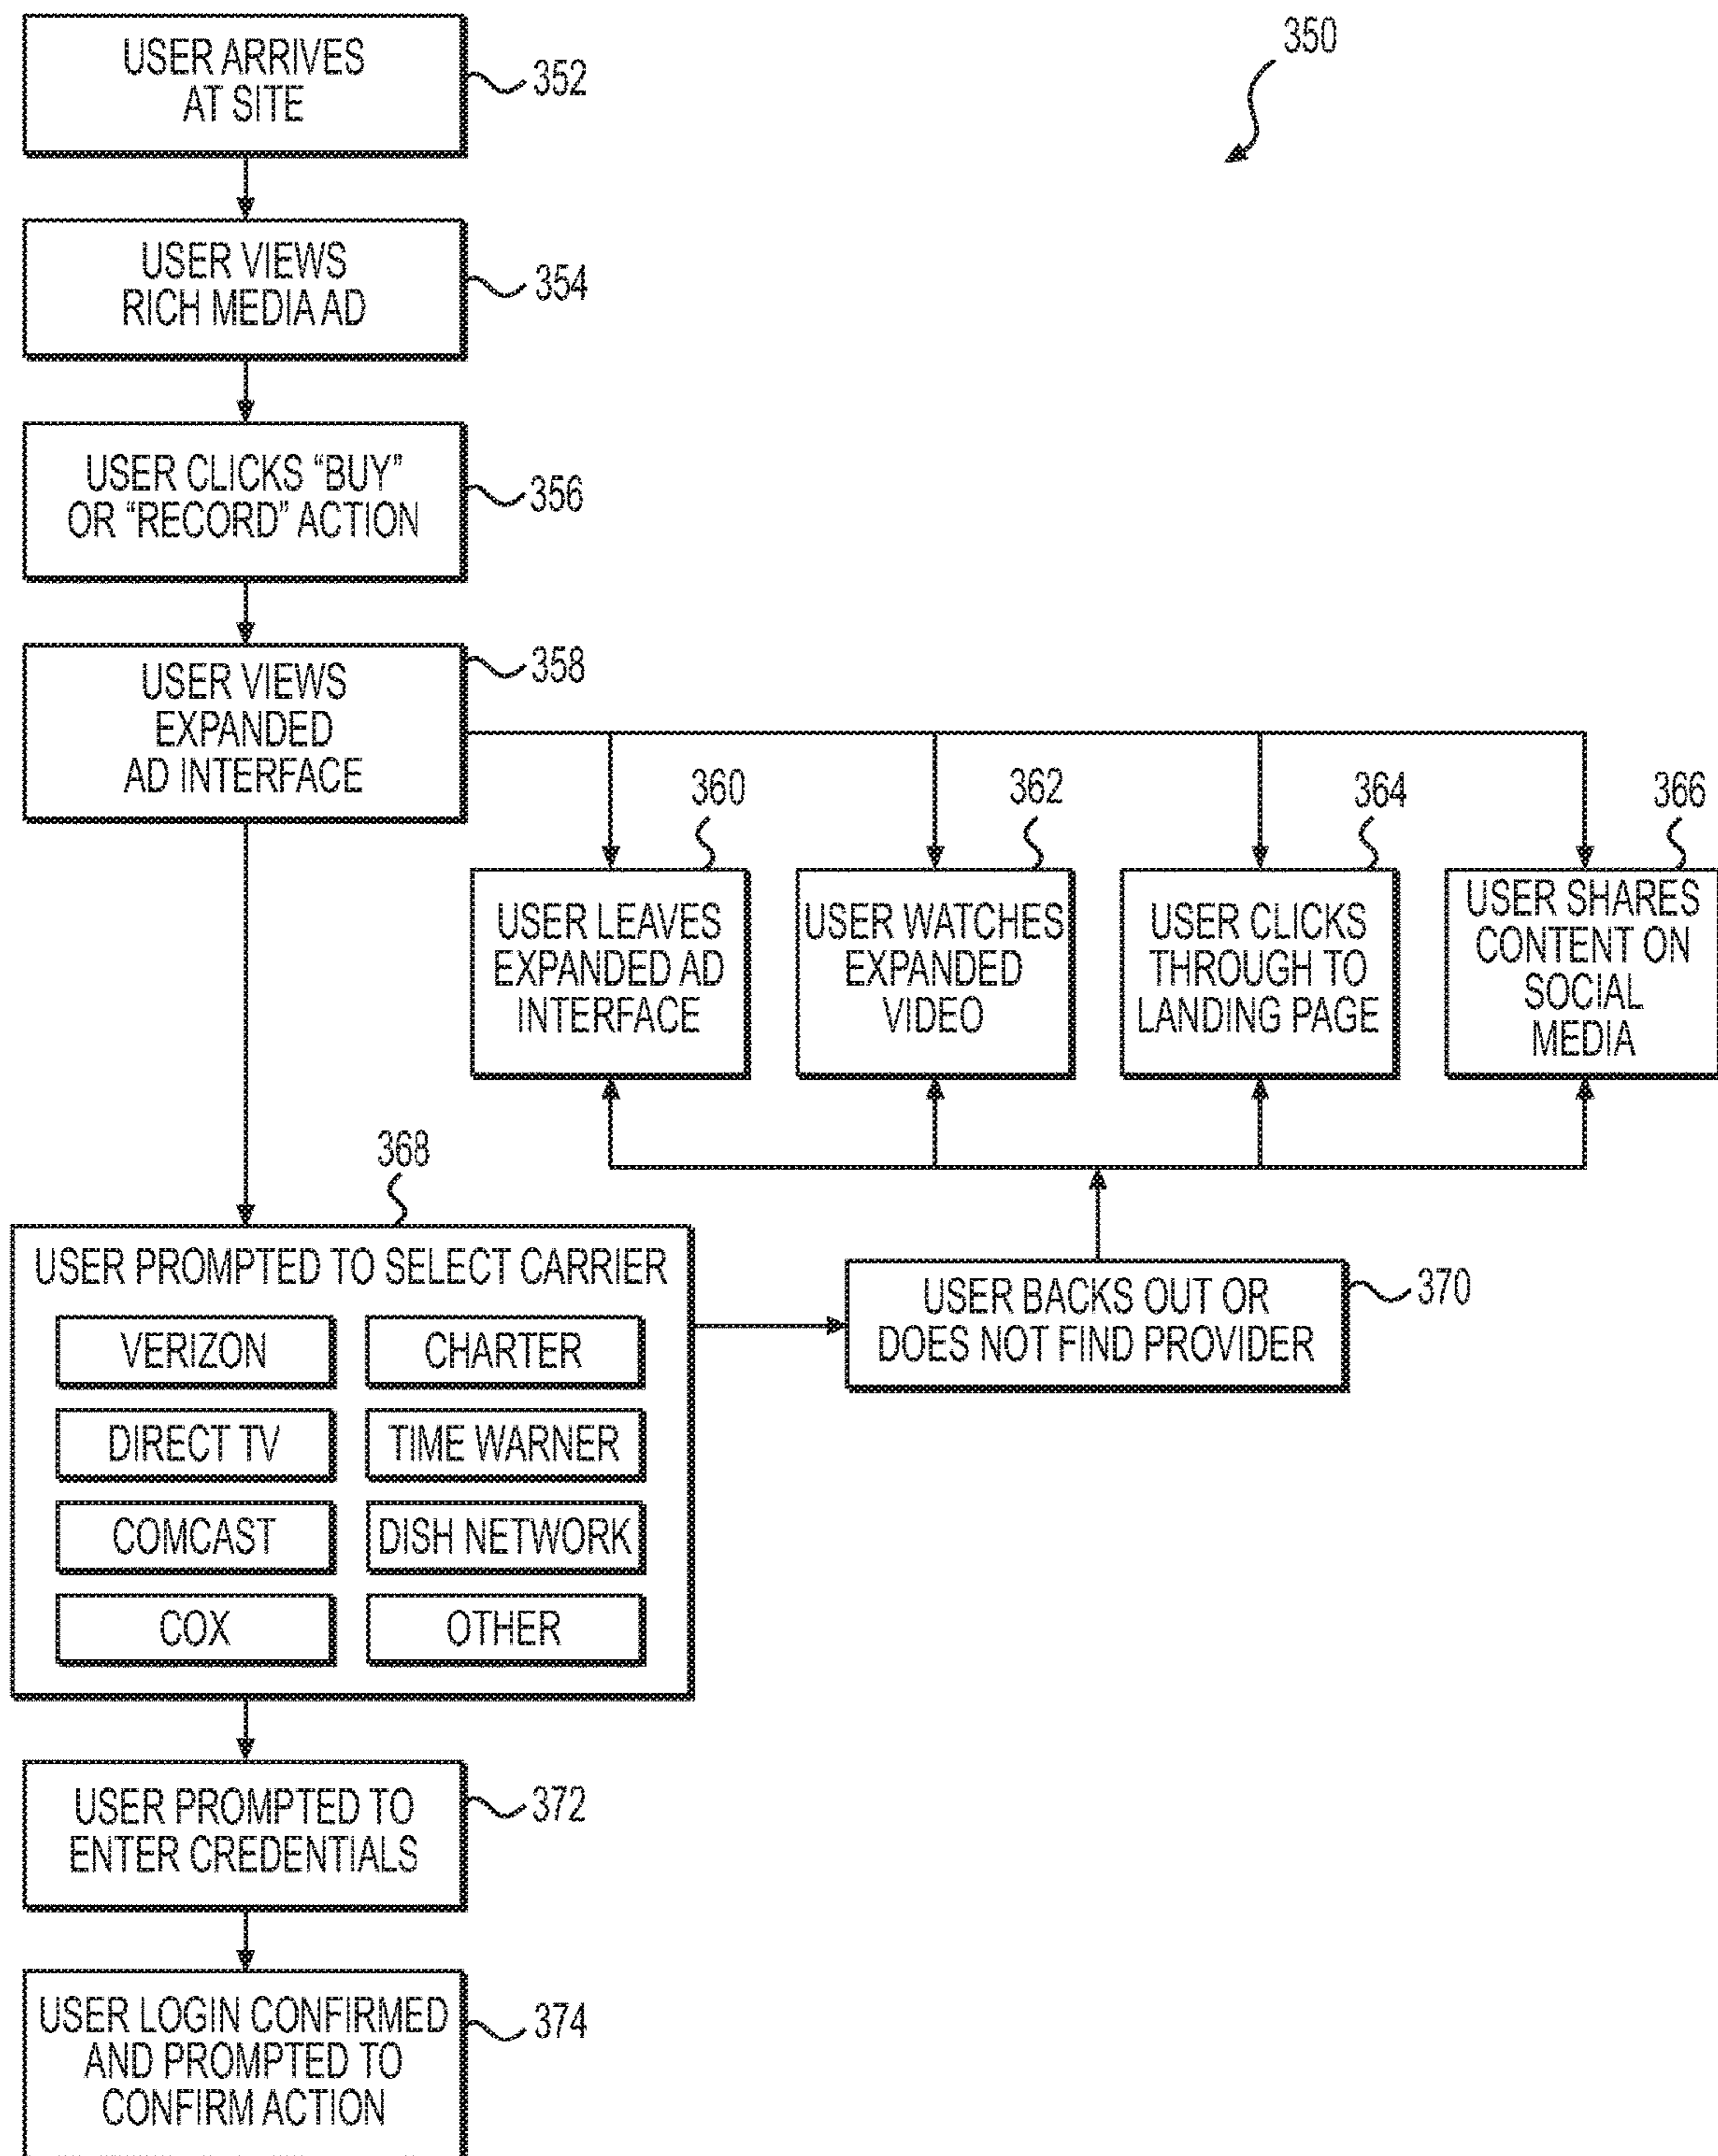 350
USER ARRIVES
AT SITE
352
USER VIEWS
RICH MEDIA AD
354
USER CLICKS “BUY”
OR “RECORD” ACTION
356
USER VIEWS
EXPANDED
AD INTERFACE
358
360
USER LEAVES
EXPANDED AD
INTERFACE
362
USER WATCHES
EXPANDED
VIDEO
364
USER CLICKS
THROUGH TO
LANDING PAGE
366
USER SHARES
CONTENT ON
SOCIAL
MEDIA
368
USER PROMPTED TO SELECT CARRIER
VERIZON
CHARTER
DIRECT TV
TIME WARNER
COMCAST
DISH NETWORK
COX
OTHER
USER BACKS OUT OR
DOES NOT FIND PROVIDER
370
USER PROMPTED TO
ENTER CREDENTIALS
372
USER LOGIN CONFIRMED
AND PROMPTED TO
CONFIRM ACTION
374